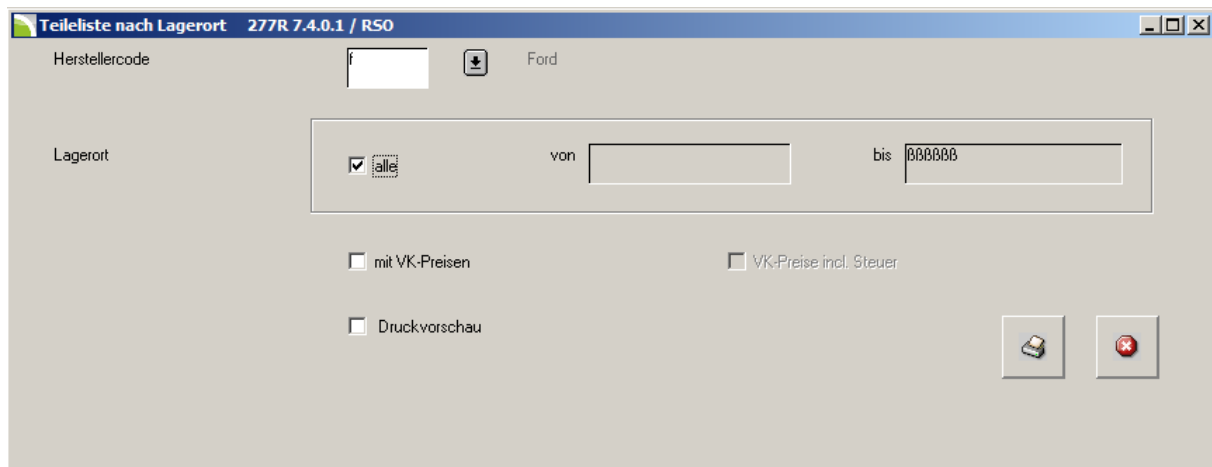 Teileliste nach Lagerort 277R 7.4.0.1 / RSO
Herstellercode f Ford
Lagerort alle von bis ßßßßßß
mit VK-Preisen VK-Preise incl. Steuer
Druckvorschau